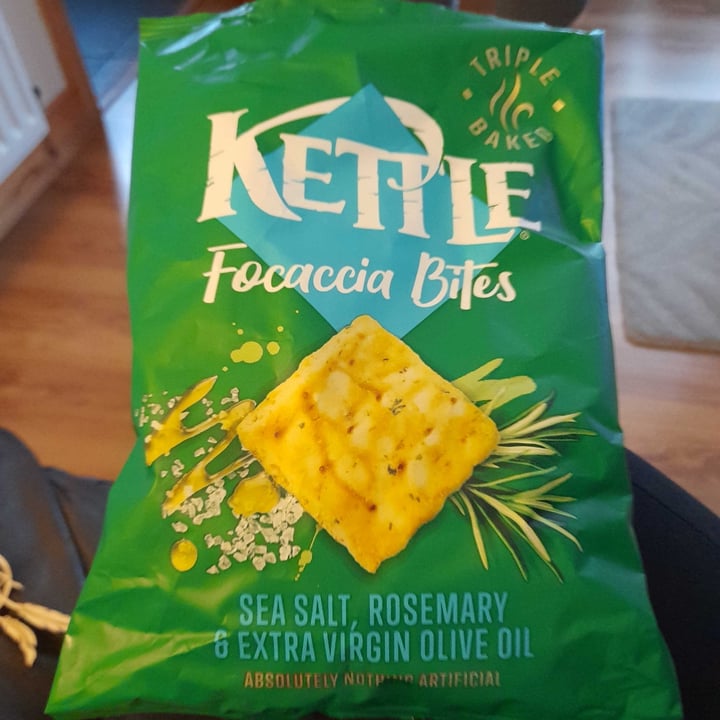 TRIPLE
BAKED
KETTLE®
Focaccia Bites
SEA SALT, ROSEMARY
& EXTRA VIRGIN OLIVE OIL
ABSOLUTELY NOTHING ARTIFICIAL